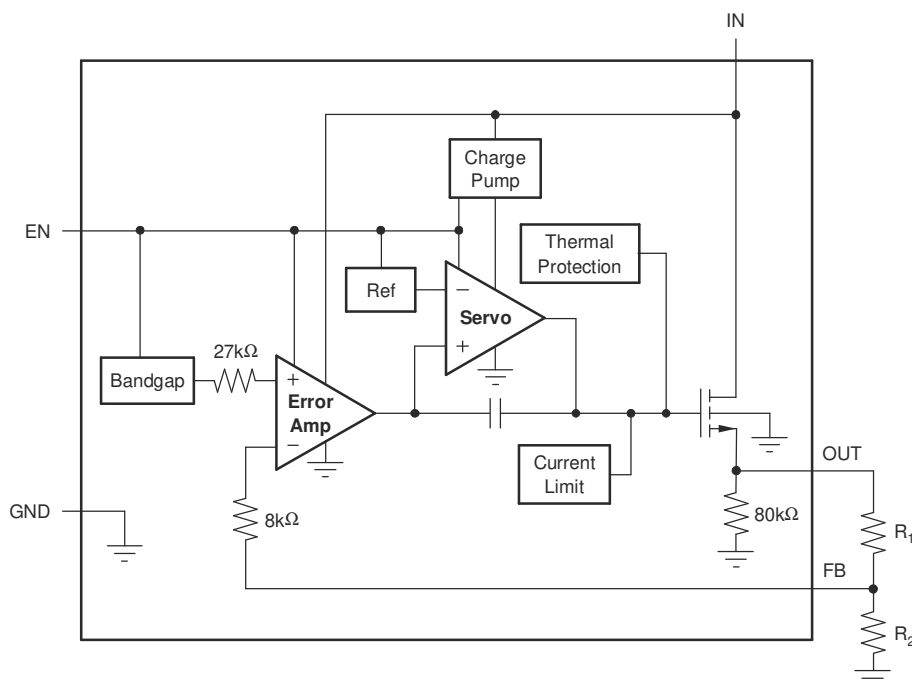 IN
Charge
Pump
EN
Thermal
Protection
Ref
−
Servo
+
27kΩ
Bandgap
+
Error
Amp
−
Current
Limit
OUT
GND
8kΩ
80kΩ
R1
FB
R2